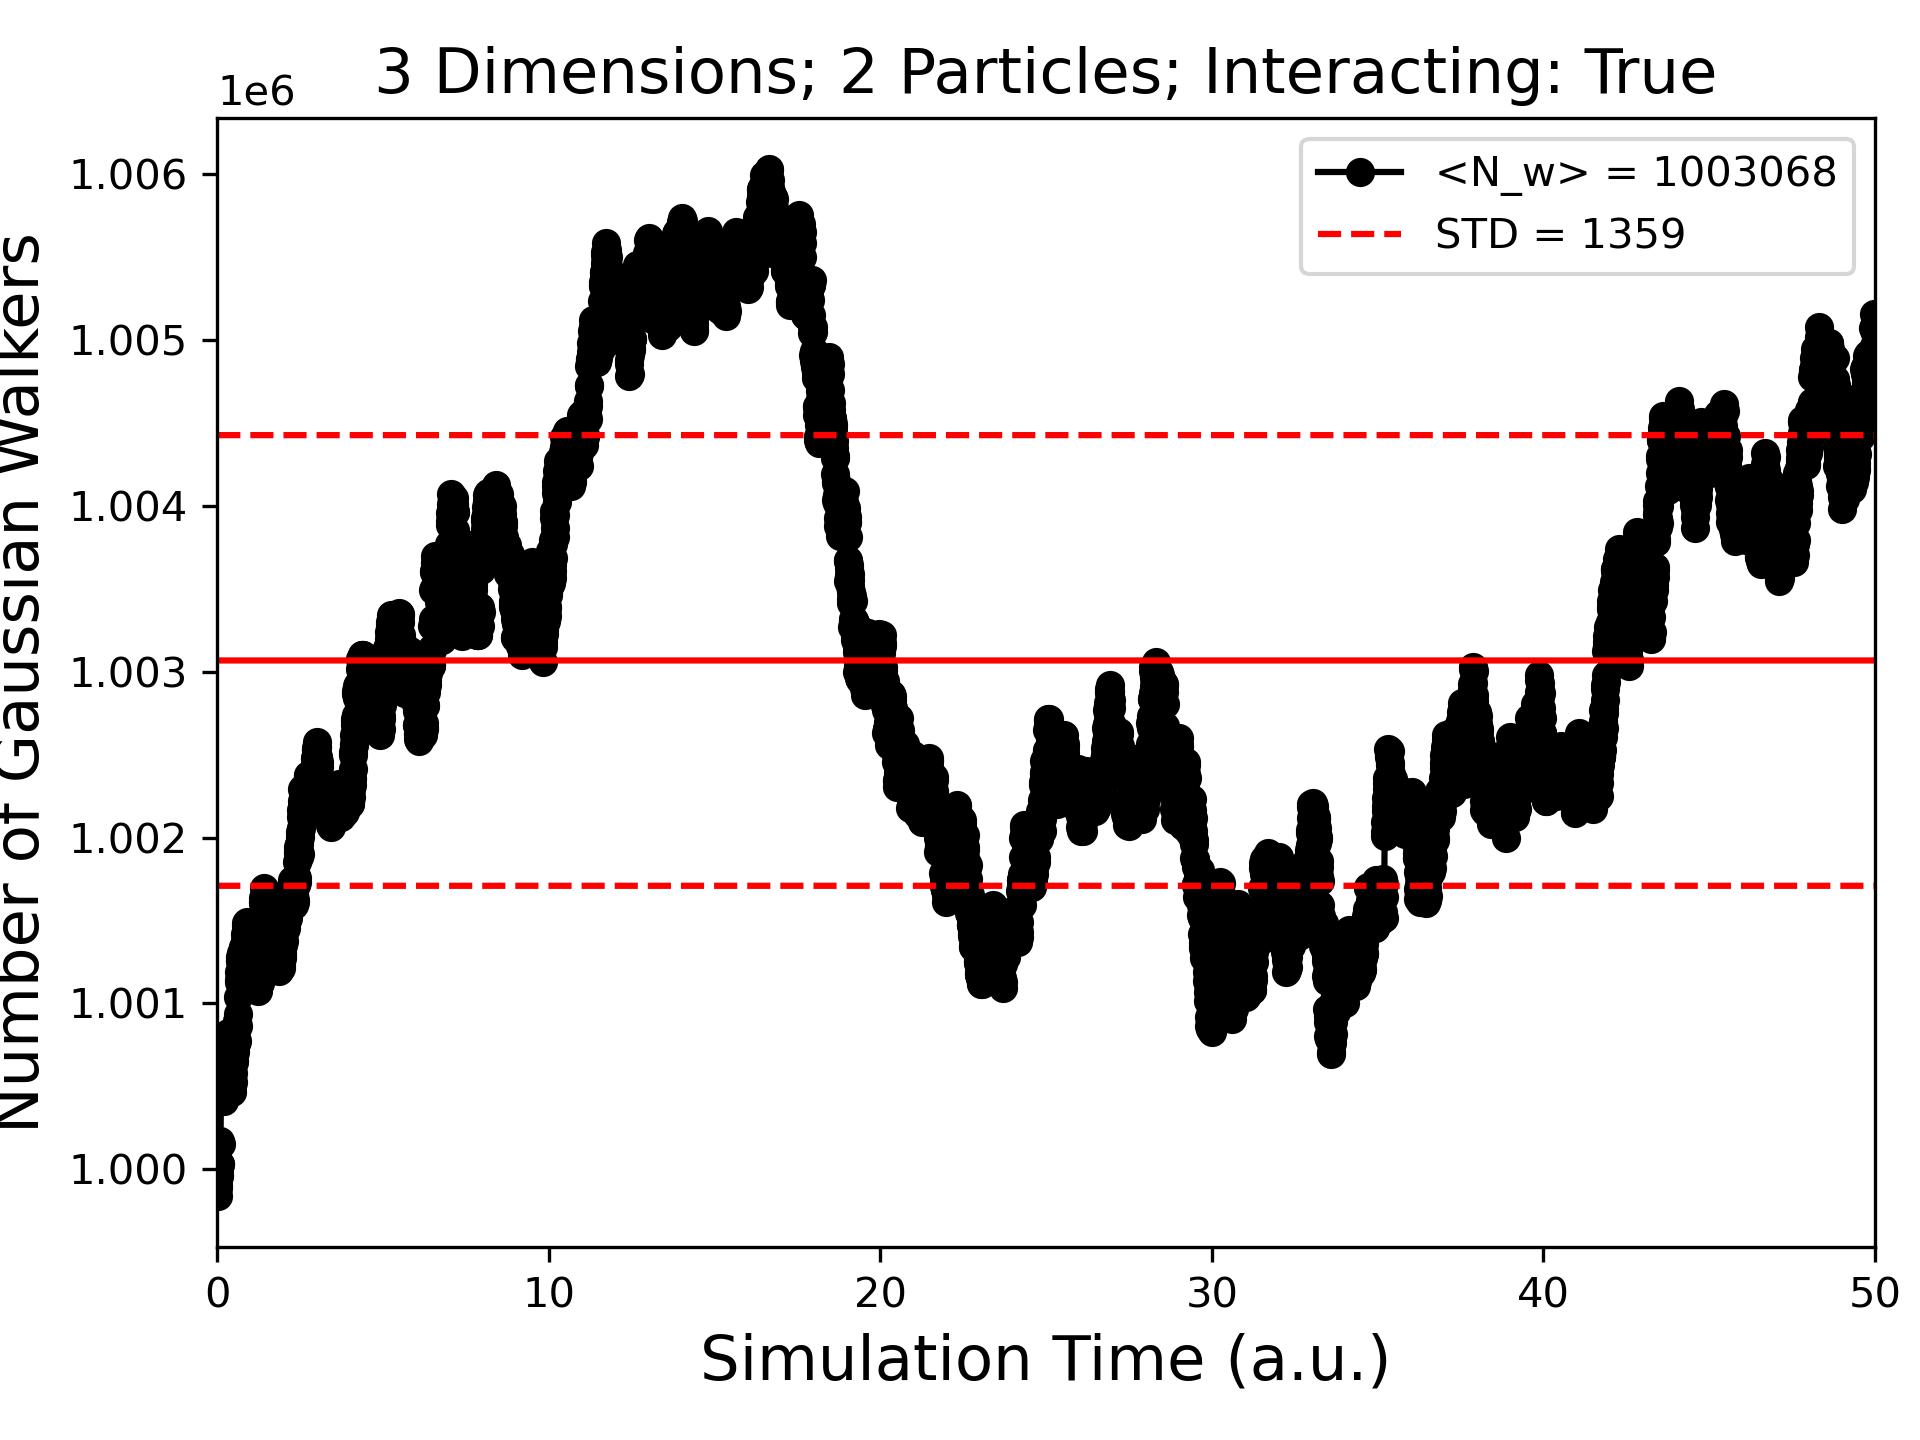 3 Dimensions; 2 Particles; Interacting: True
1e6
<N_w> = 1003068
STD = 1359
Number of Gaussian Walkers
1.006
1.005
1.004
1.003
1.002
1.001
1.000
0 10 20 30 40 50
Simulation Time (a.u.)